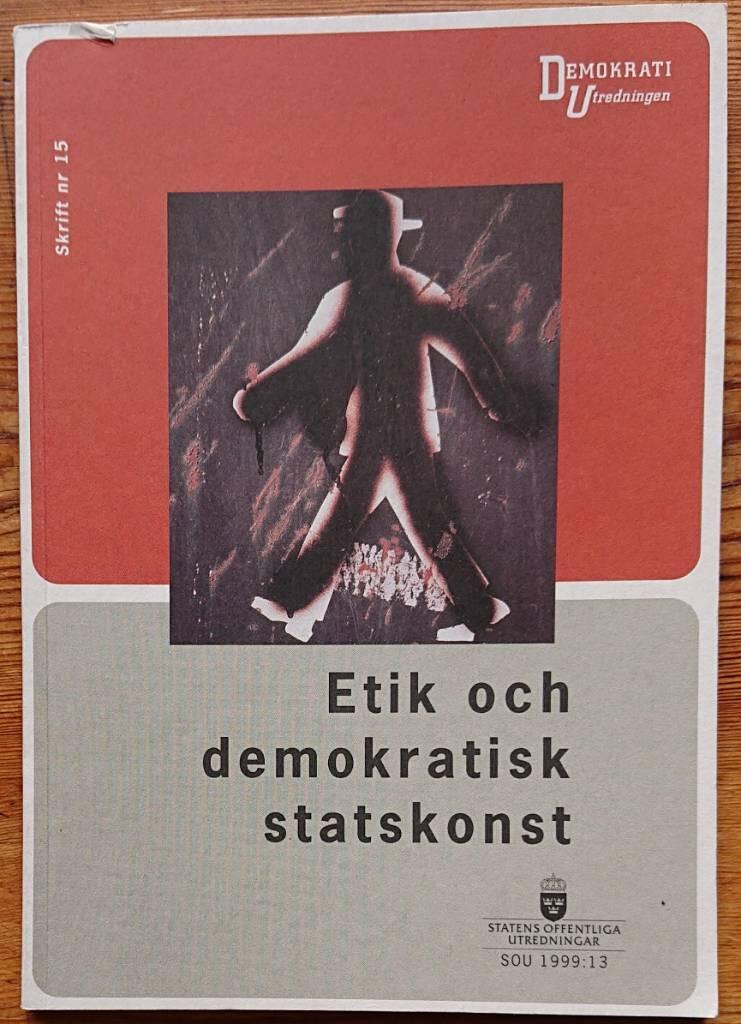 DEMOKRATI
Utredningen
Skrift nr 15
Etik och
demokratisk
statskonst
STATENS OFFENTLIGA
UTREDNINGAR
SOU 1999:13